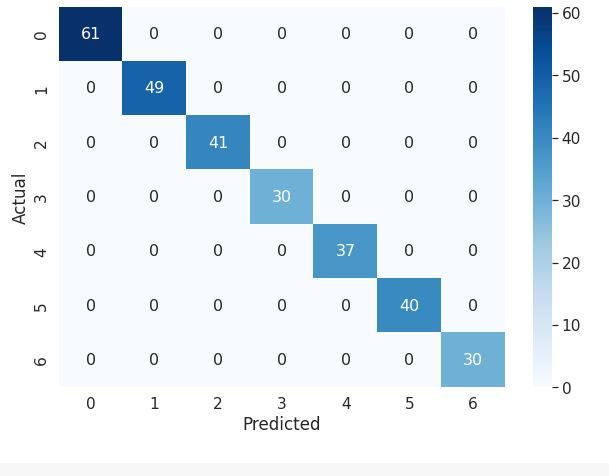 0 61 0 0 0 0 0 0
1 0 49 0 0 0 0 0
2 0 0 41 0 0 0 0
3 0 0 0 30 0 0 0
4 0 0 0 0 37 0 0
5 0 0 0 0 0 40 0
6 0 0 0 0 0 0 30
0 1 2 3 4 5 6
Actual
Predicted
60
50
40
30
20
10
0